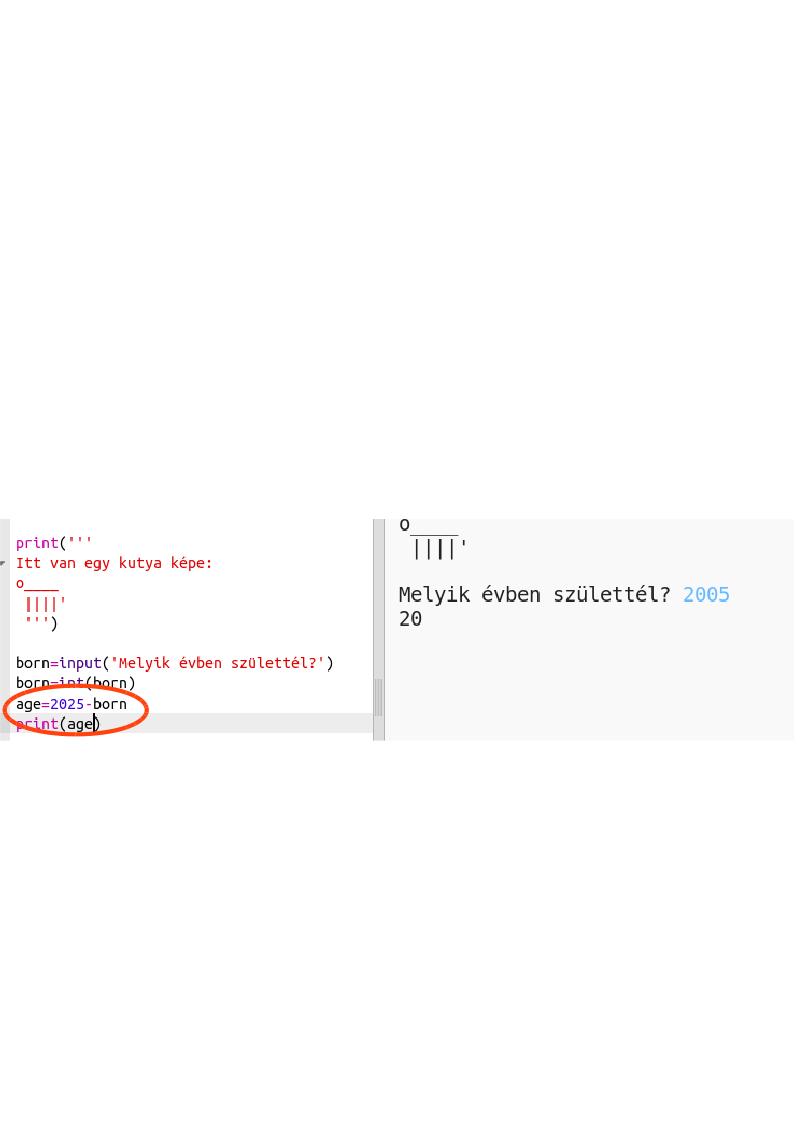 print('''
Itt van egy kutya képe:
o____
 ||||'
 ''')
born=input('Melyik évben születtél?')
born=int(born)
age=2025-born
print(age)
o____
 ||||'
Melyik évben születtél? 2005
20